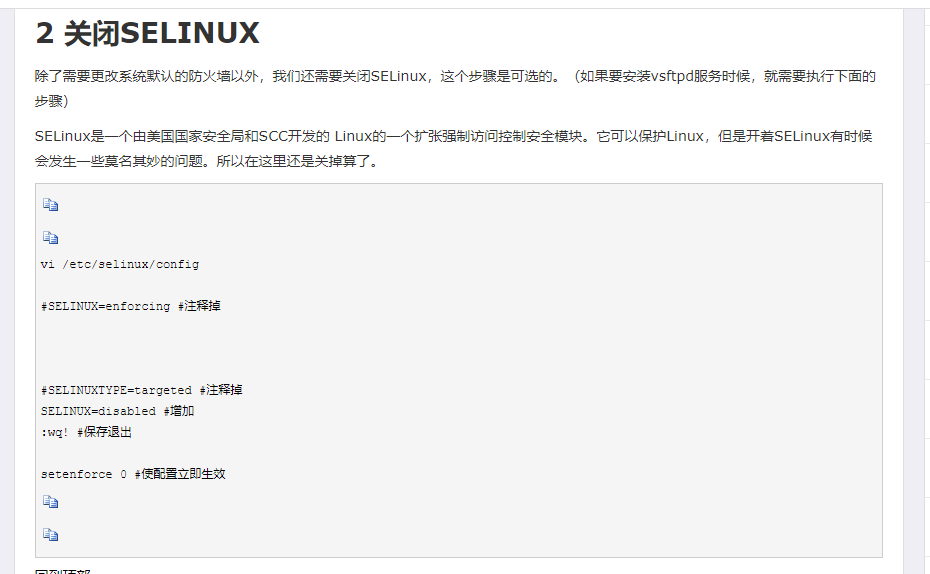 2 关闭SELINUX
除了需要更改系统默认的防火墙以外，我们还需要关闭SELinux，这个步骤是可选的。（如果要安装vsftpd服务时候，就需要执行下面的
步骤）
SELinux是一个由美国国家安全局和SCC开发的 Linux的一个扩张强制访问控制安全模块。它可以保护Linux，但是开着SELinux有时候
会发生一些莫名其妙的问题。所以在这里还是关掉算了。
vi /etc/selinux/config
#SELINUX=enforcing #注释掉
#SELINUXTYPE=targeted #注释掉
SELINUX=disabled #增加
:wq! #保存退出
setenforce 0 #使配置立即生效
回到顶部